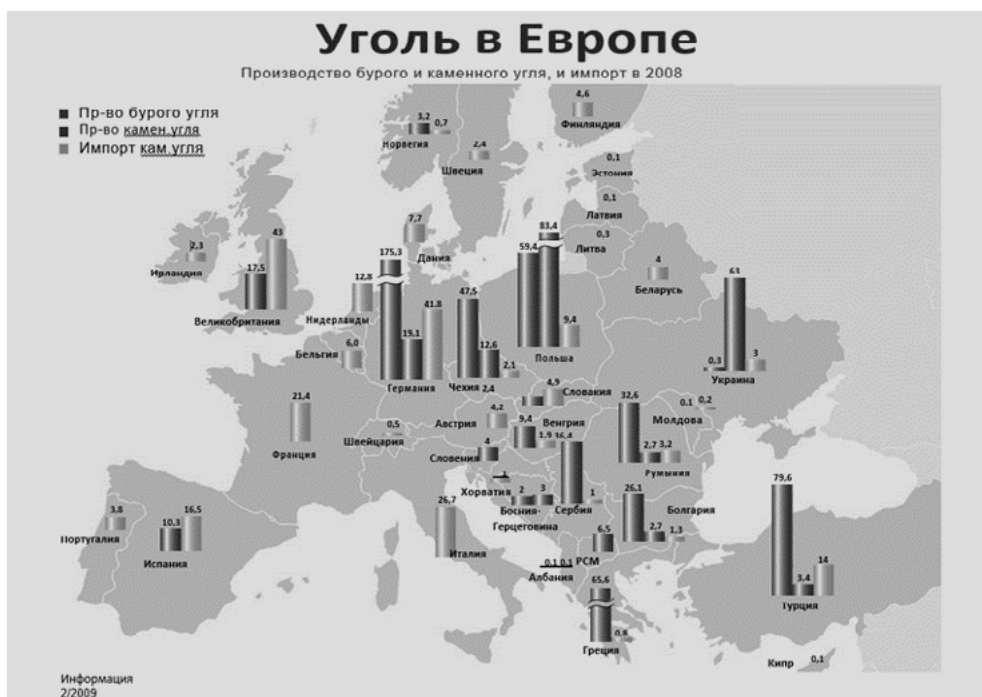 Уголь в Европе
Производство бурого и каменного угля, и импорт в 2008
Пр-во бурого угля
Пр-во камен.угля
Импорт кам.угля
4,6
Финляндия
3,2
0,7
Норвегия
2,4
Швеция
0,1
Эстония
0,1
Латвия
0,3
Литва
7,7
Дания
2,3
Ирландия
17,5
43
Великобритания
12,8
Нидерланды
6,0
Бельгия
175,3
19,1
41,8
Германия
47,5
12,6
2,1
Чехия
2,4
59,4
83,4
9,4
Польша
4
Беларусь
0,3
63
3
Украина
4,9
Словакия
21,4
Франция
0,5
Швейцария
4,2
Австрия
9,4
1,9
Венгрия
4
Словения
32,6
2,7
3,2
Румыния
0,1
0,2
Молдова
Хорватия
2
3
Босния-
Герцеговина
36,4
1
Сербия
26,1
2,7
1,3
Болгария
3,8
Португалия
10,3
16,5
Испания
26,7
Италия
6,5
РСМ
0,1
0,1
Албания
65,6
0,8
Греция
79,6
3,4
14
Турция
Кипр
0,1
Информация
2/2009